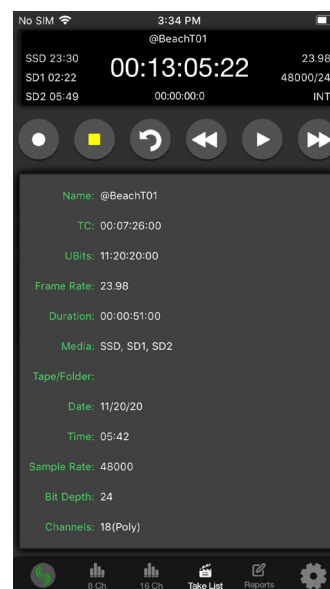 No SIM 3:34 PM
@BeachT01
SSD 23:30 00:13:05:22 23.98
SD1 02:22 48000/24
SD2 05:49 00:00:00:0 INT
Name: @BeachT01
TC: 00:07:26:00
UBits: 11:20:20:00
Frame Rate: 23.98
Duration: 00:00:51:00
Media: SSD, SD1, SD2
Tape/Folder:
Date: 11/20/20
Time: 05:42
Sample Rate: 48000
Bit Depth: 24
Channels: 18(Poly)
8 Ch 16 Ch Take List Reports